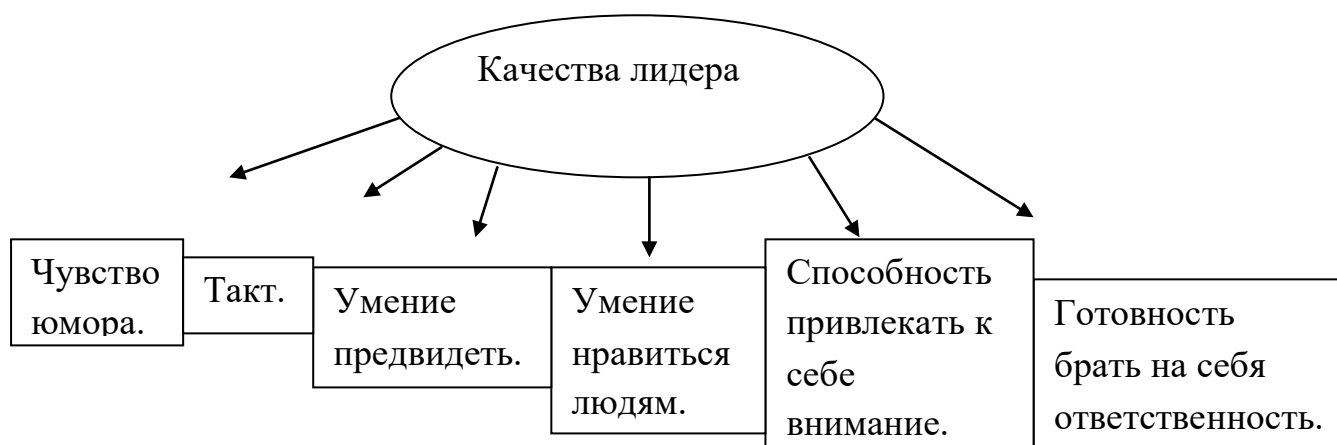 Качества лидера
Чувство
юмора.
Такт.
Умение
предвидеть.
Умение
нравиться
людям.
Способность
привлекать к
себе
внимание.
Готовность
брать на себя
ответственность.